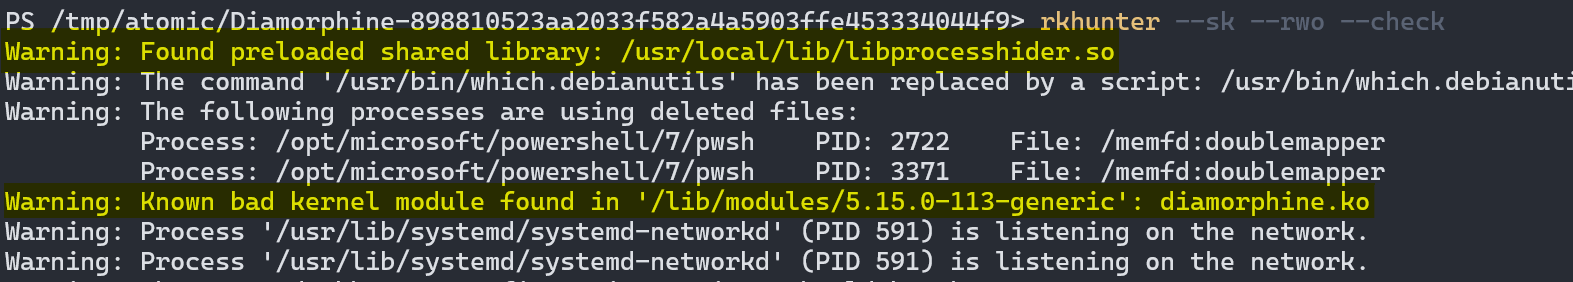 PS /tmp/atomic/Diamorphine-898810523aa2033f582a4a5903ffe453334044f9> rkhunter --sk --rwo --check
Warning: Found preloaded shared library: /usr/local/lib/libprocesshider.so
Warning: The command '/usr/bin/which.debianutils' has been replaced by a script: /usr/bin/which.debianuti
Warning: The following processes are using deleted files:
         Process: /opt/microsoft/powershell/7/pwsh    PID: 2722    File: /memfd:doublemapper
         Process: /opt/microsoft/powershell/7/pwsh    PID: 3371    File: /memfd:doublemapper
Warning: Known bad kernel module found in '/lib/modules/5.15.0-113-generic': diamorphine.ko
Warning: Process '/usr/lib/systemd/systemd-networkd' (PID 591) is listening on the network.
Warning: Process '/usr/lib/systemd/systemd-networkd' (PID 591) is listening on the network.